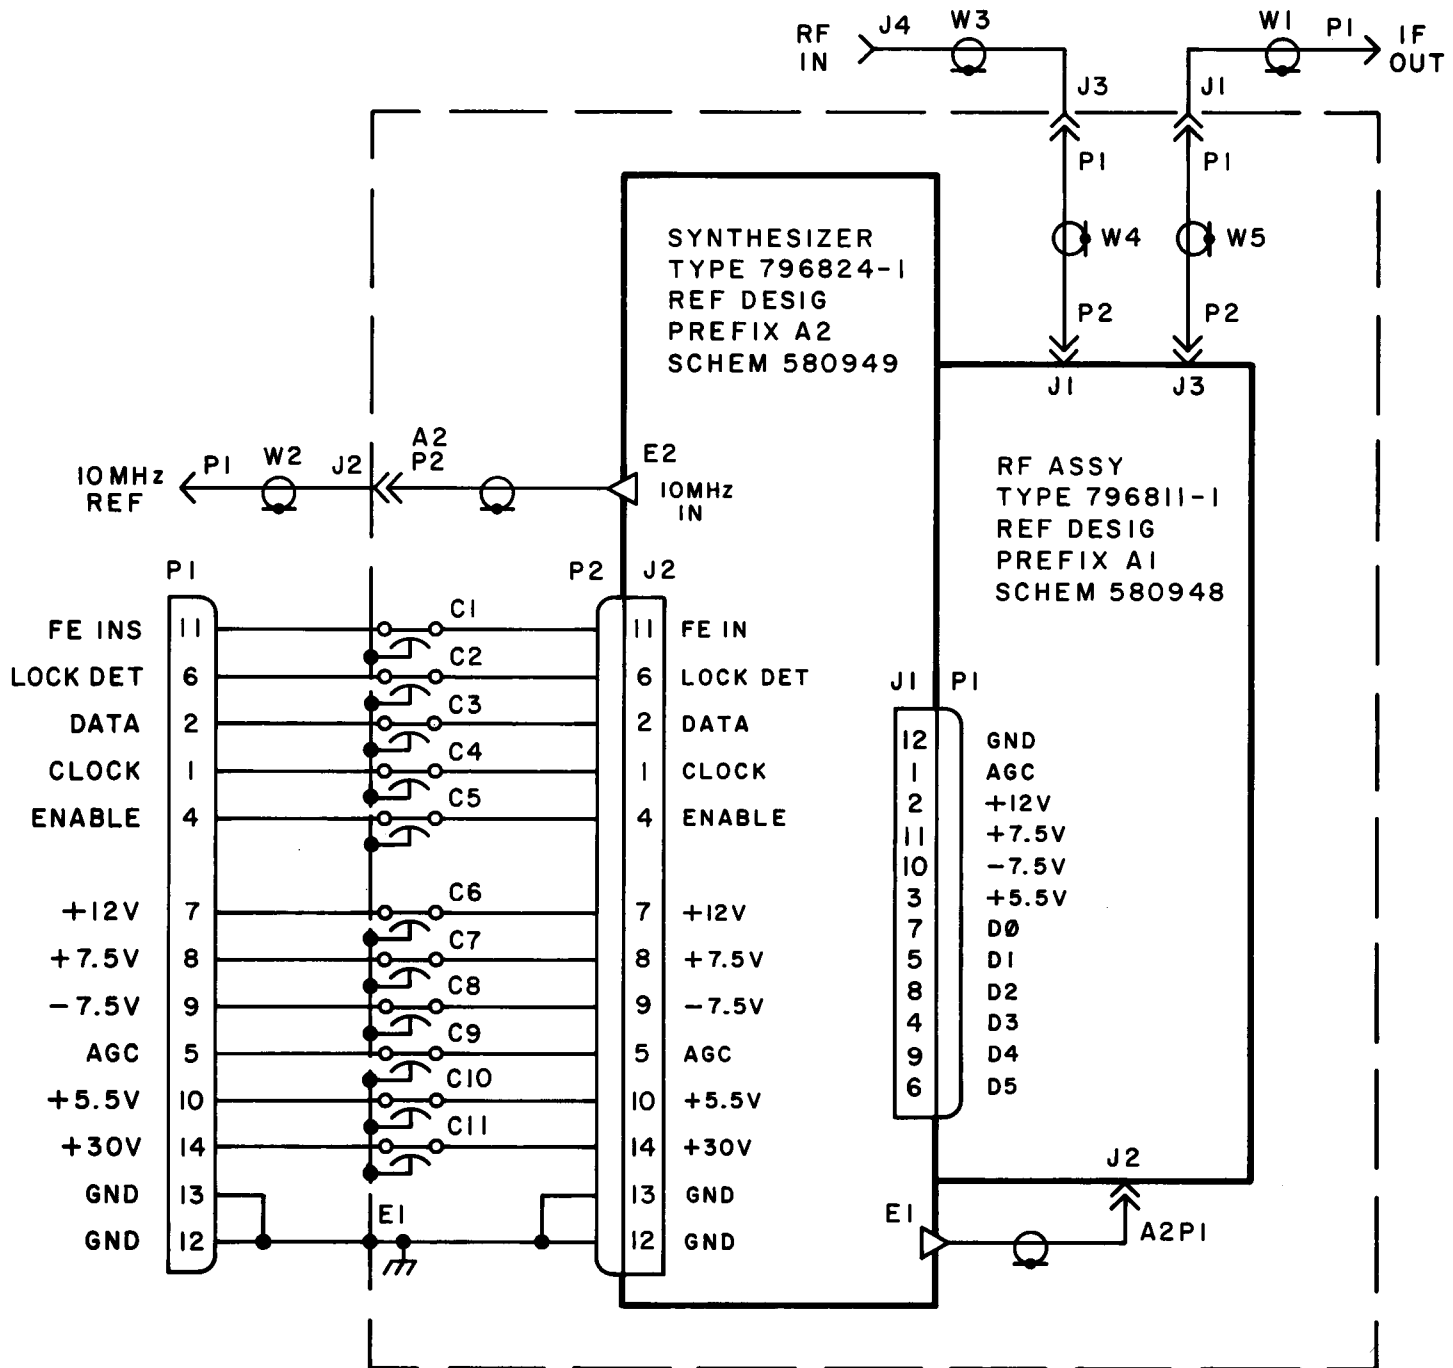 RF
IN
J4
W3
W1
P1
IF
OUT
J3
J1
P1
P1
W4
W5
P2
P2
J1
J3
SYNTHESIZER
TYPE 796824-1
REF DESIG
PREFIX A2
SCHEM 580949
10MHz
REF
P1
W2
J2
A2
P2
E2
10MHz
IN
RF ASSY
TYPE 796811-1
REF DESIG
PREFIX A1
SCHEM 580948
P1
P2 J2
FE INS 11 C1 11 FE IN
LOCK DET 6 C2 6 LOCK DET
DATA 2 C3 2 DATA
CLOCK 1 C4 1 CLOCK
ENABLE 4 C5 4 ENABLE
+12V 7 C6 7 +12V
+7.5V 8 C7 8 +7.5V
-7.5V 9 C8 9 -7.5V
AGC 5 C9 5 AGC
+5.5V 10 C10 10 +5.5V
+30V 14 C11 14 +30V
GND 13 13 GND
GND 12 E1 12 GND
J1 P1
12 GND
1 AGC
2 +12V
11 +7.5V
10 -7.5V
3 +5.5V
7 DØ
5 D1
8 D2
4 D3
9 D4
6 D5
J2
E1
A2P1